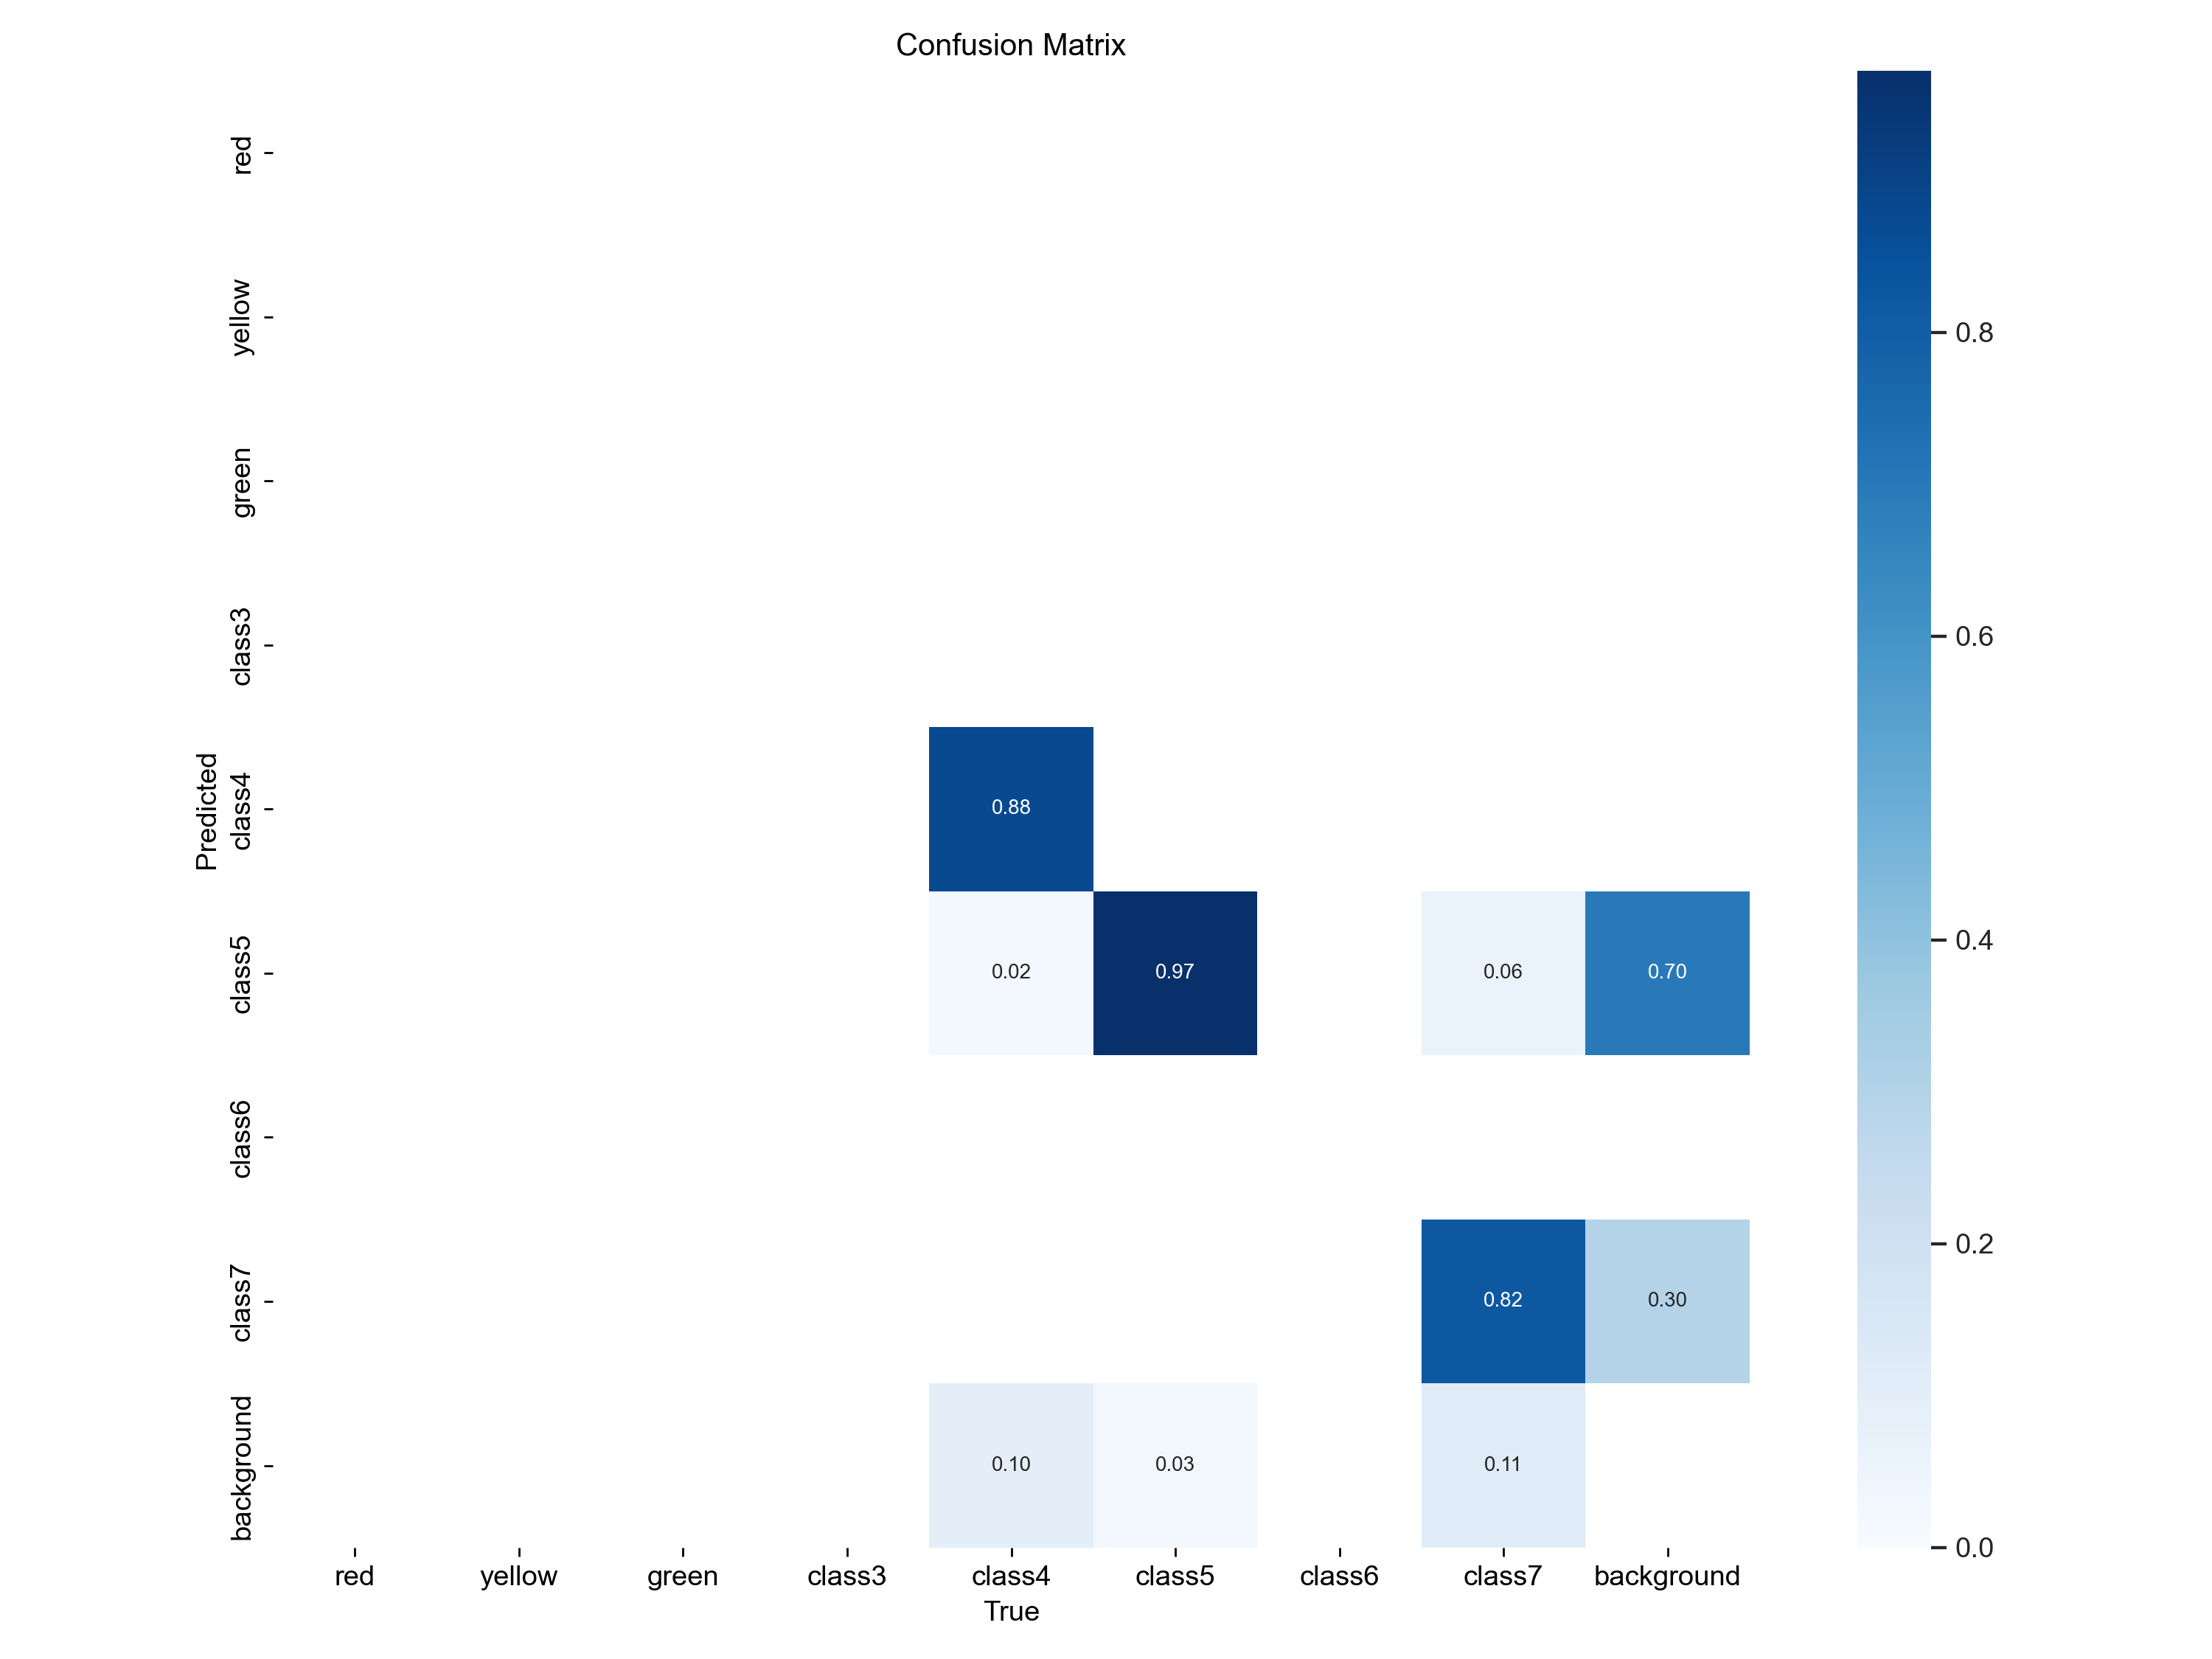 Confusion Matrix
red
yellow
green
class3
class4
class5
class6
class7
background
Predicted
0.88
0.02 0.97 0.06 0.70
0.82 0.30
0.10 0.03 0.11
red yellow green class3 class4 class5 class6 class7 background
True
0.8
0.6
0.4
0.2
0.0